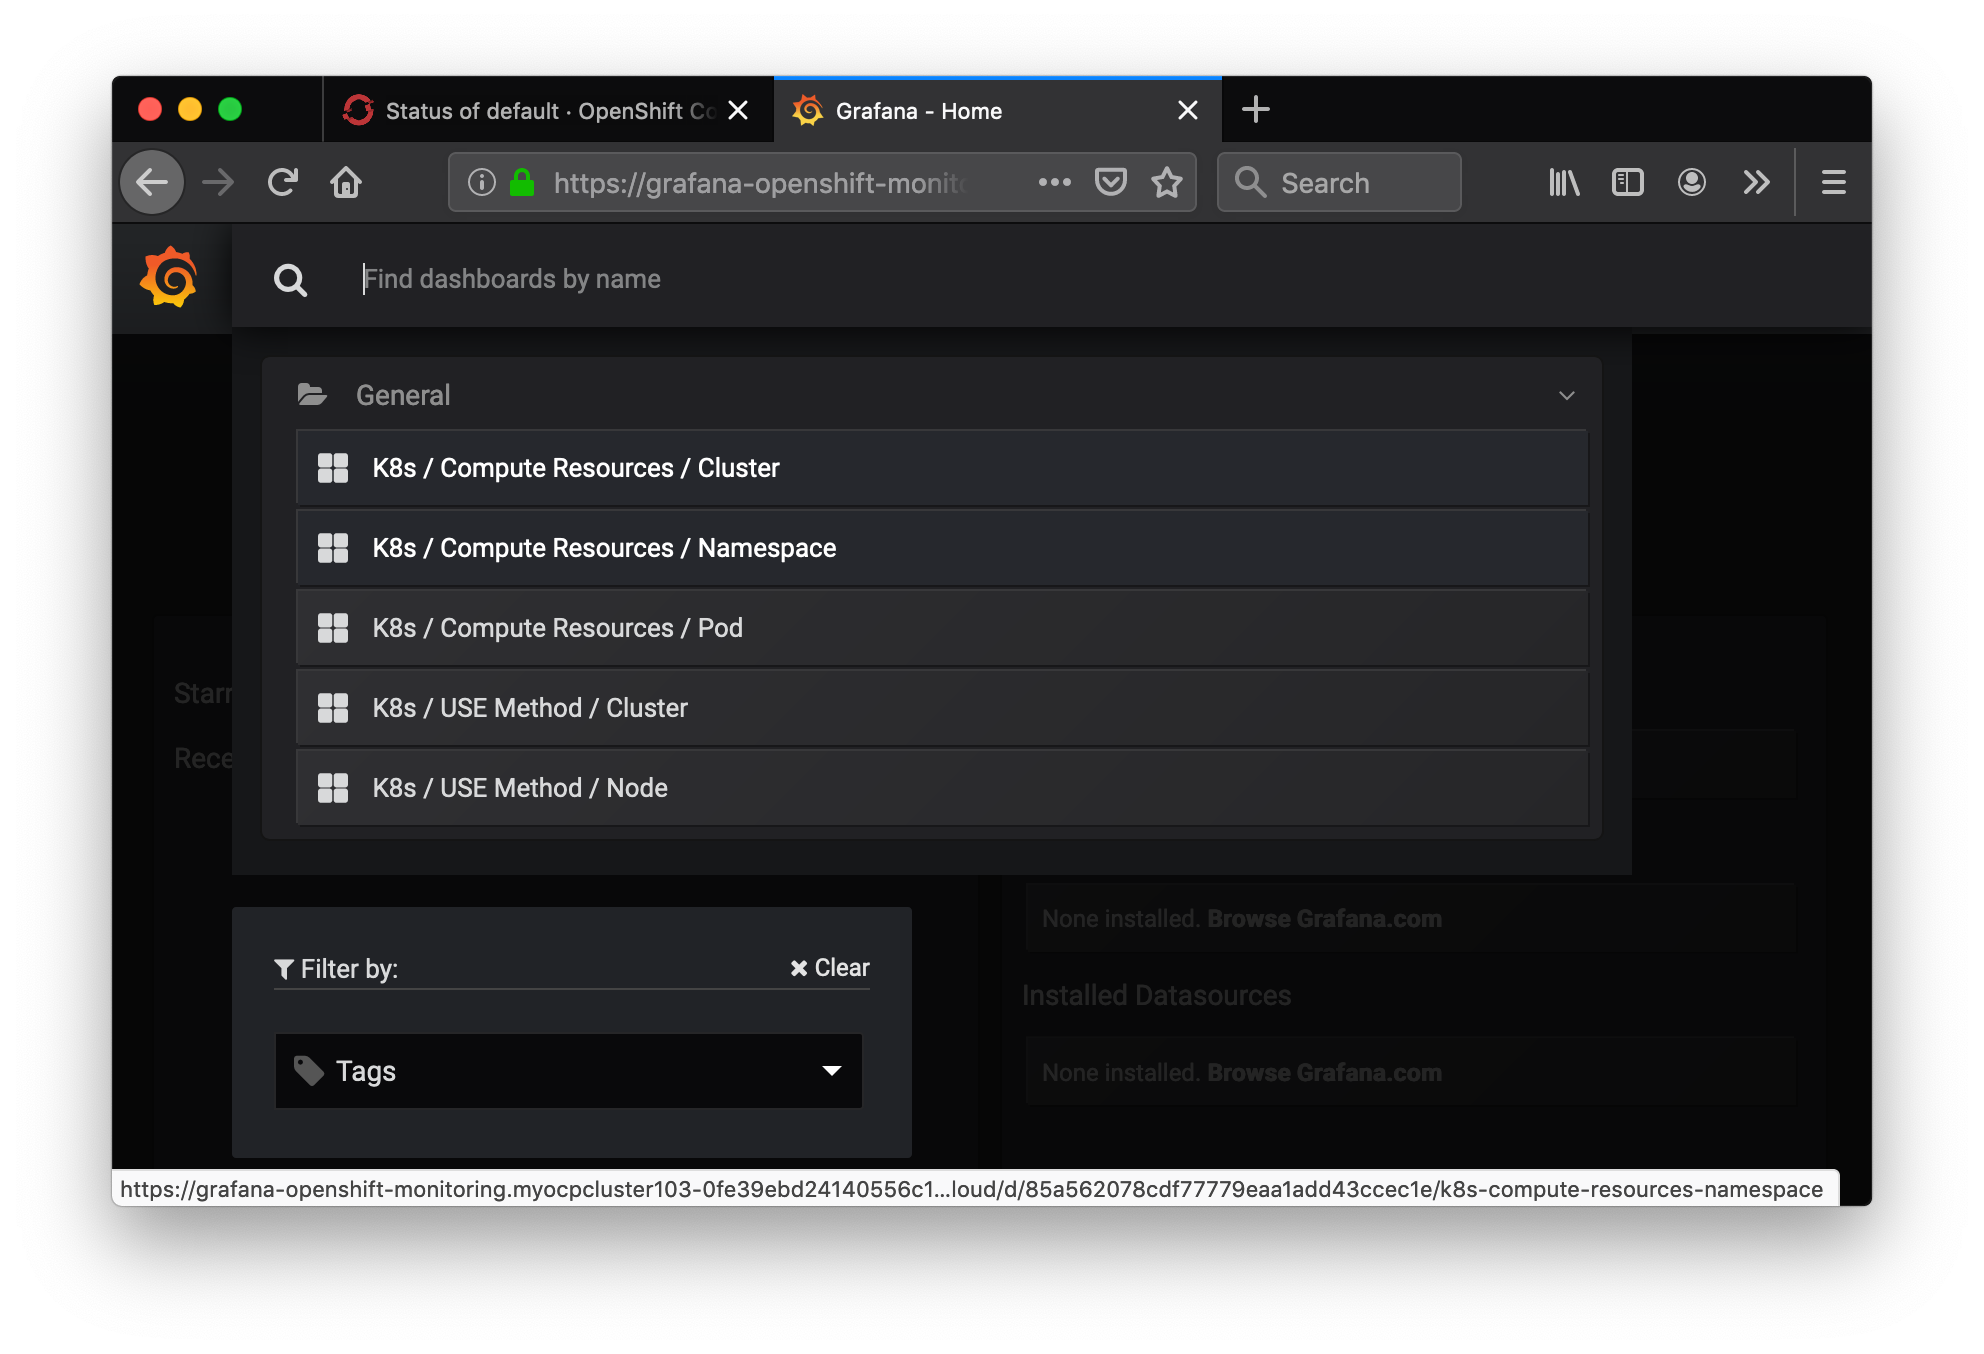 Status of default · OpenShift Co
Grafana - Home
https://grafana-openshift-monito
Search
Find dashboards by name
General
K8s / Compute Resources / Cluster
K8s / Compute Resources / Namespace
K8s / Compute Resources / Pod
K8s / USE Method / Cluster
K8s / USE Method / Node
Starr
Rece
None installed. Browse Grafana.com
Filter by:
Clear
Installed Datasources
Tags
None installed. Browse Grafana.com
https://grafana-openshift-monitoring.myocpcluster103-0fe39ebd24140556c1...loud/d/85a562078cdf77779eaa1add43ccec1e/k8s-compute-resources-namespace